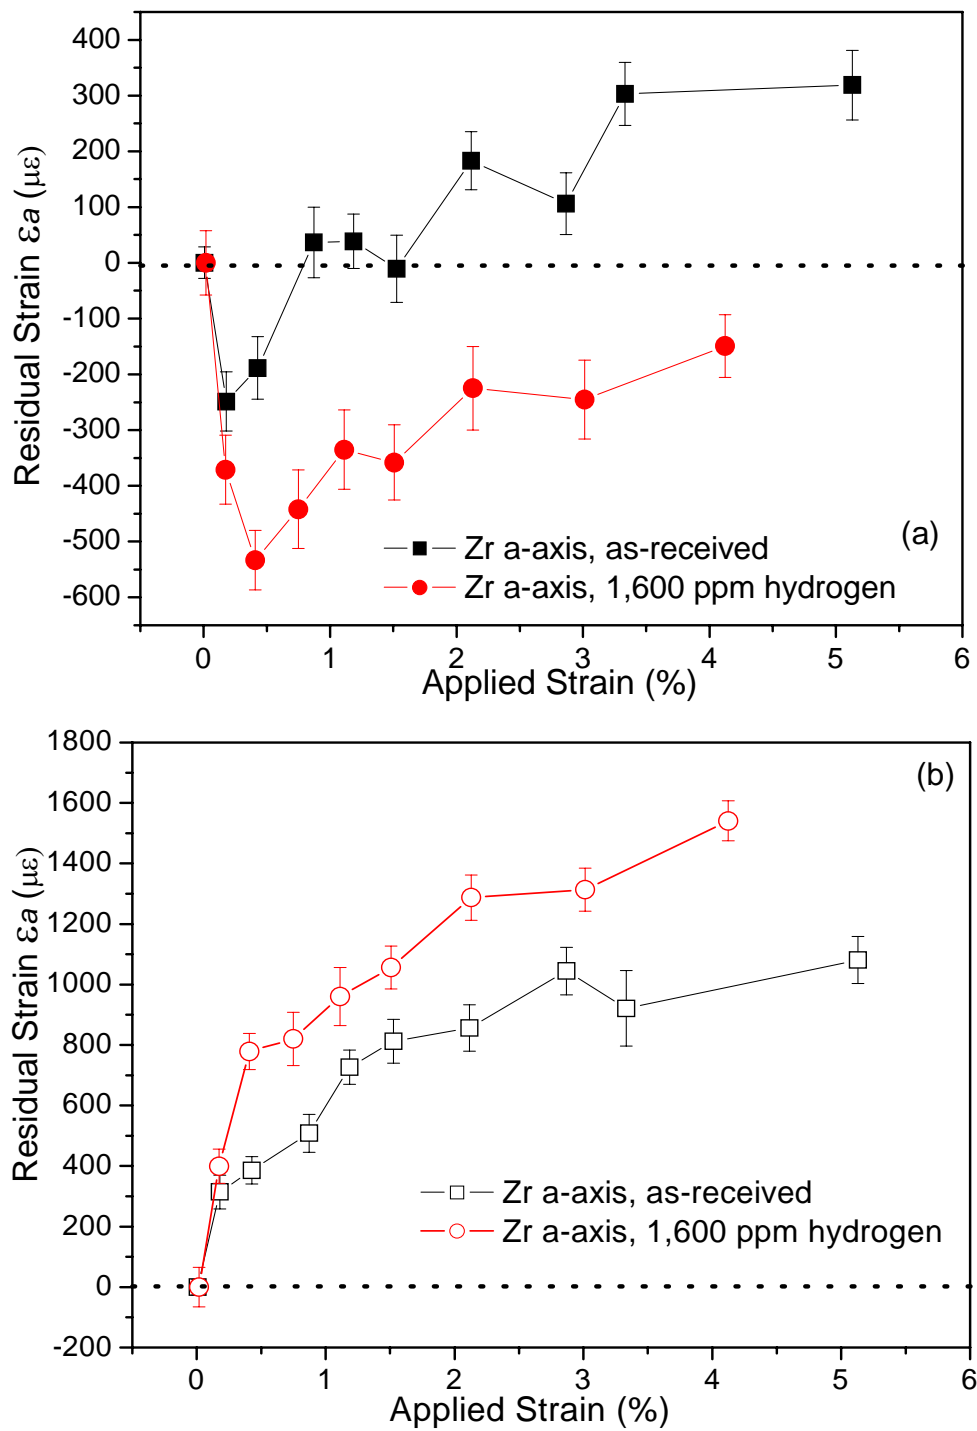 400
300
200
100
0
-100
-200
-300
-400
-500
-600
Residual Strain εa (με)
(a)
Zr a-axis, as-received
Zr a-axis, 1,600 ppm hydrogen
0 1 2 3 4 5 6
Applied Strain (%)
1800
1600
1400
1200
1000
800
600
400
200
0
-200
Residual Strain εa (με)
(b)
Zr a-axis, as-received
Zr a-axis, 1,600 ppm hydrogen
0 1 2 3 4 5 6
Applied Strain (%)